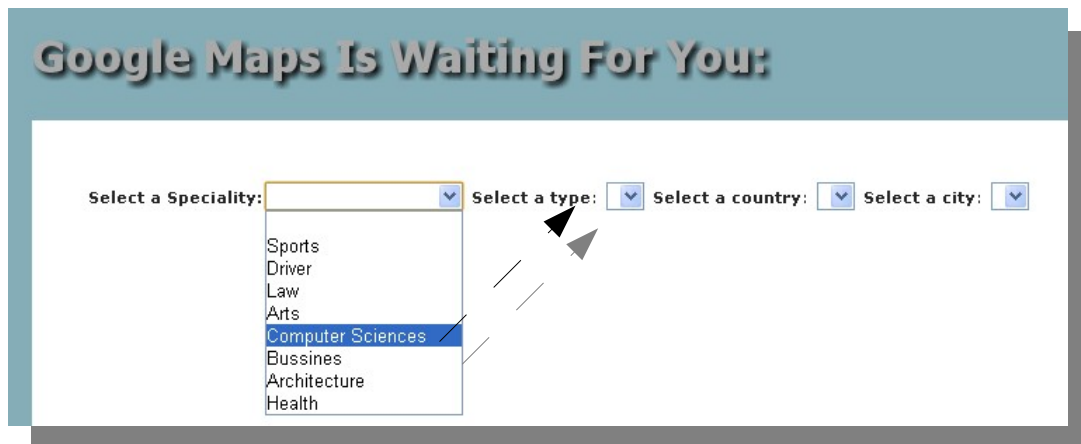 Google Maps Is Waiting For You:
Select a Speciality: Select a type: Select a country: Select a city:
Sports
Driver
Law
Arts
Computer Sciences
Bussines
Architecture
Health